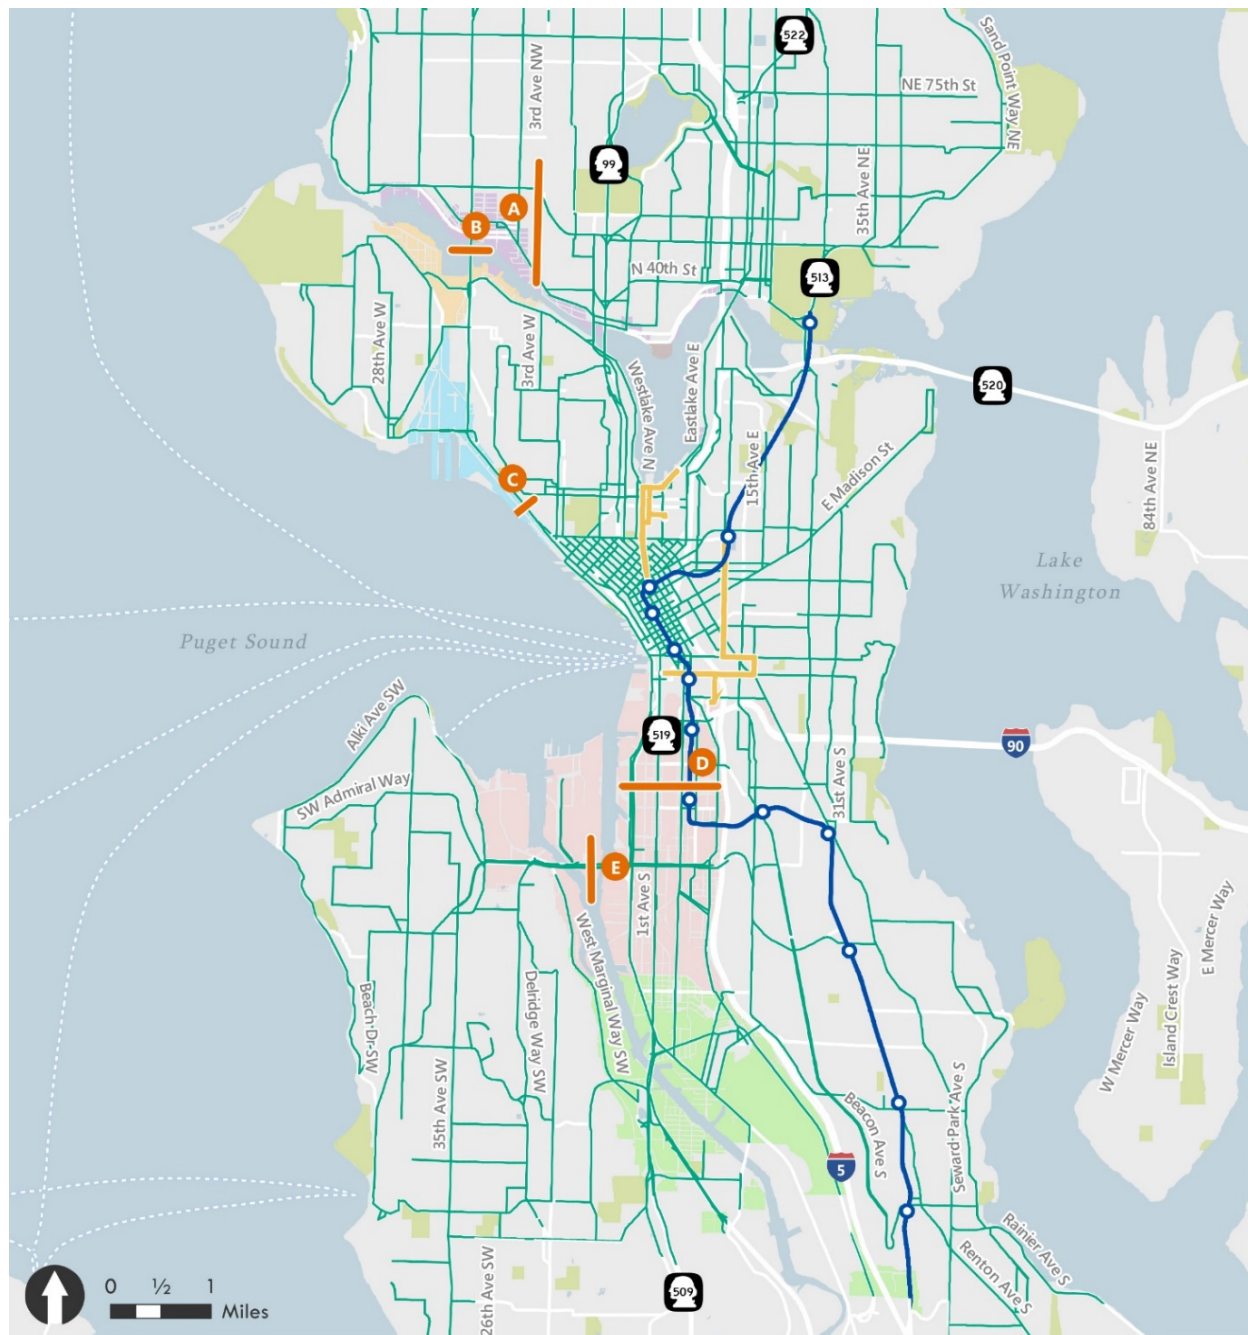 522
Sand Point Way NE
3rd Ave NW
NE 75th St
99
35th Ave NE
A
B
N 40th St
513
28th Ave W
3rd Ave W
Westlake Ave N
Eastlake Ave E
520
15th Ave E
E Madison St
84th Ave NE
C
Lake
Washington
Puget Sound
Alki Ave SW
519
90
D
SW Admiral Way
31st Ave S
E
1st Ave S
West Marginal Way SW
Delridge Way SW
Beach Dr SW
35th Ave SW
E Mercer Way
Island Crest Way
W Mercer Way
Beacon Ave S
Seward Park Ave S
5
Rainier Ave S
Renton Ave S
26th Ave SW
509
0 ½ 1
Miles